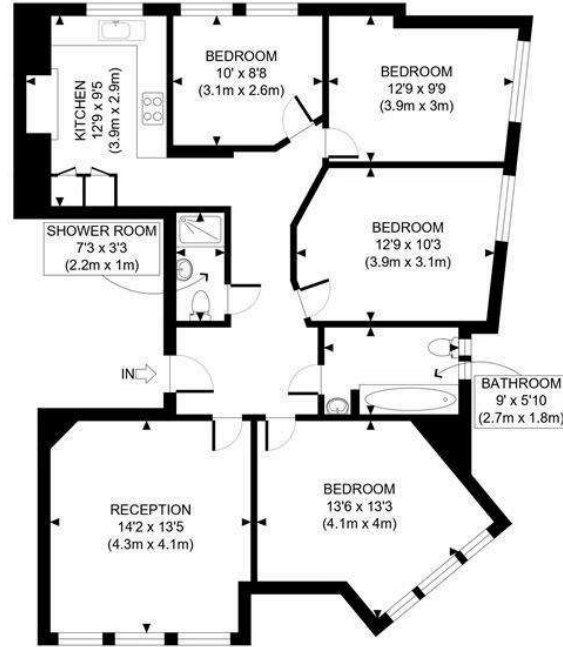 KITCHEN
12'9 x 9'5
(3.9m x 2.9m)
BEDROOM
10' x 8'8
(3.1m x 2.6m)
BEDROOM
12'9 x 9'9
(3.9m x 3m)
SHOWER ROOM
7'3 x 3'3
(2.2m x 1m)
BEDROOM
12'9 x 10'3
(3.9m x 3.1m)
IN
BATHROOM
9' x 5'10
(2.7m x 1.8m)
RECEPTION
14'2 x 13'5
(4.3m x 4.1m)
BEDROOM
13'6 x 13'3
(4.1m x 4m)